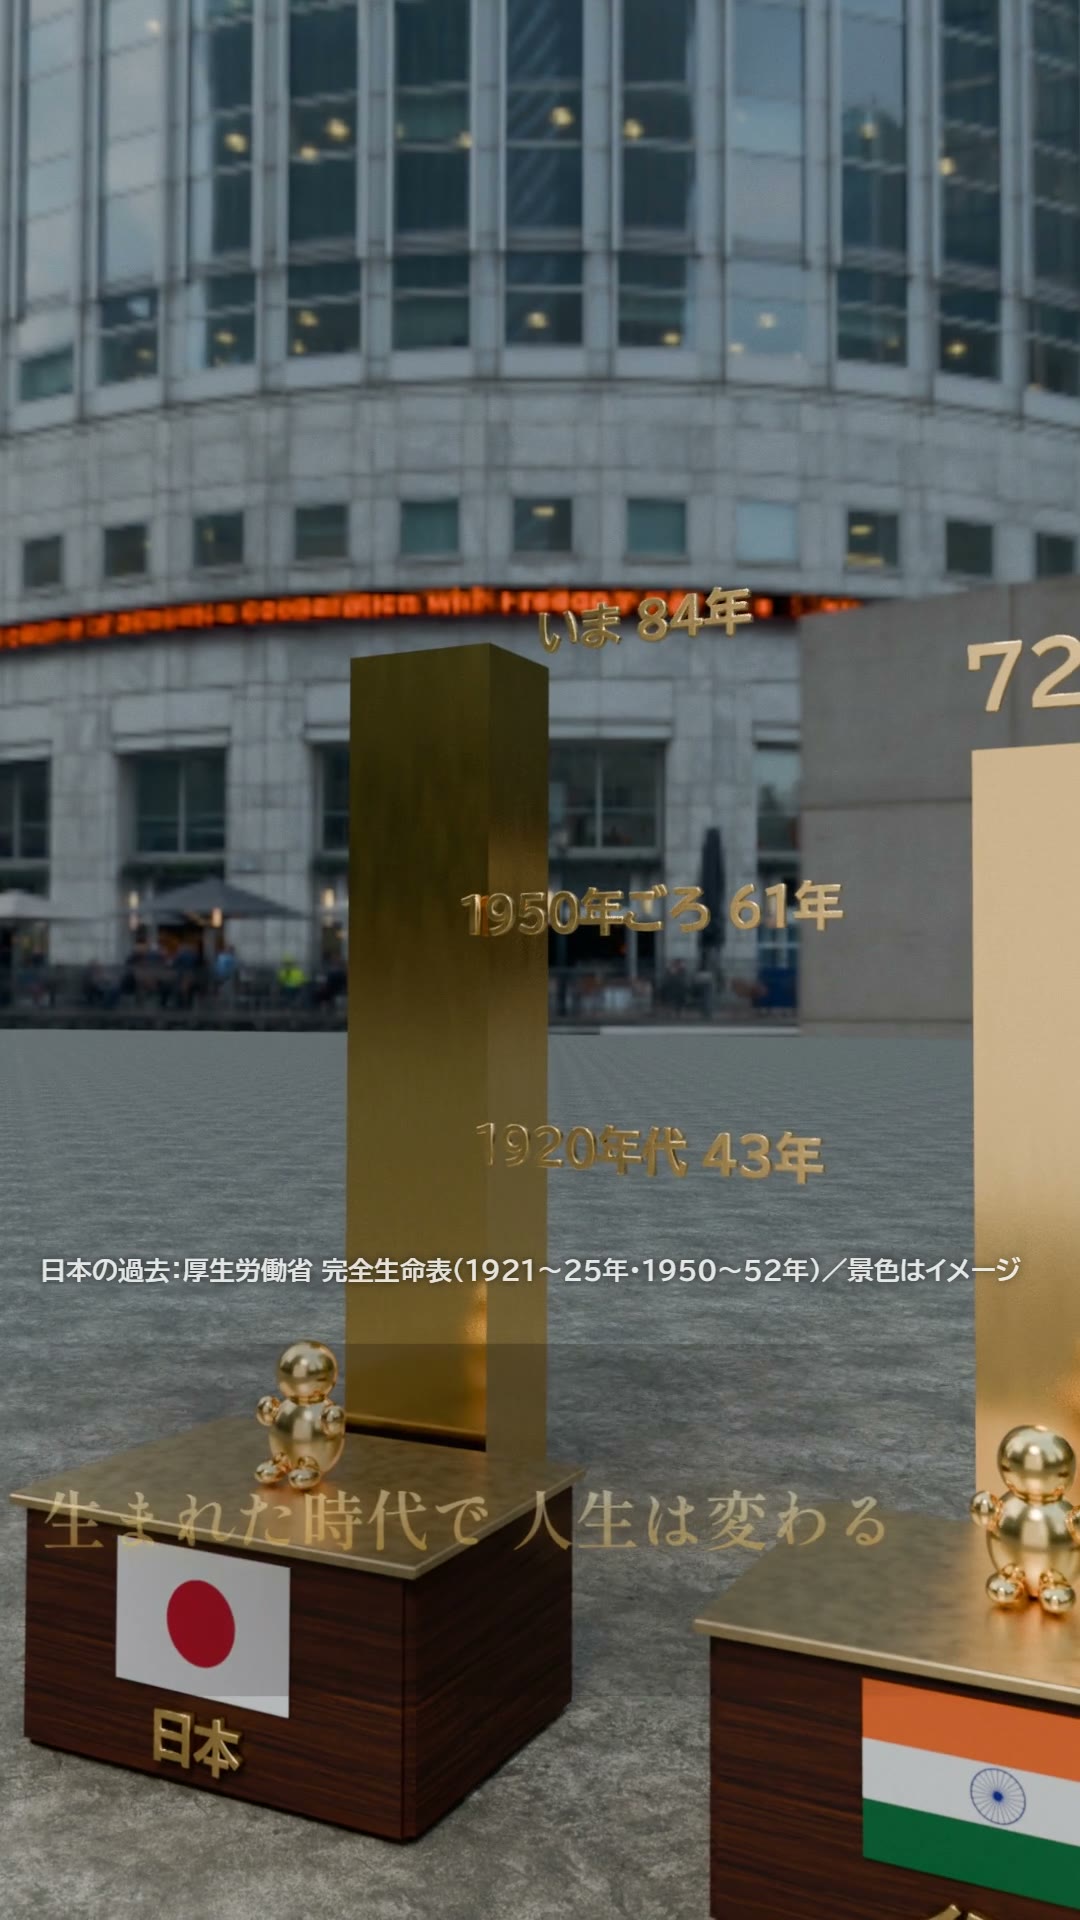 いま 84年
72
1950年ごろ 61年
1920年代 43年
日本の過去：厚生労働省 完全生命表（1921～25年・1950～52年）／景色はイメージ
生まれた時代で 人生は変わる
日本